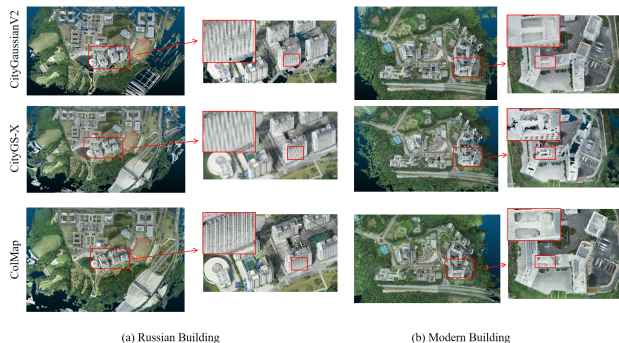 CityGaussianV2
CityGS-X
ColMap
(a) Russian Building
(b) Modern Building